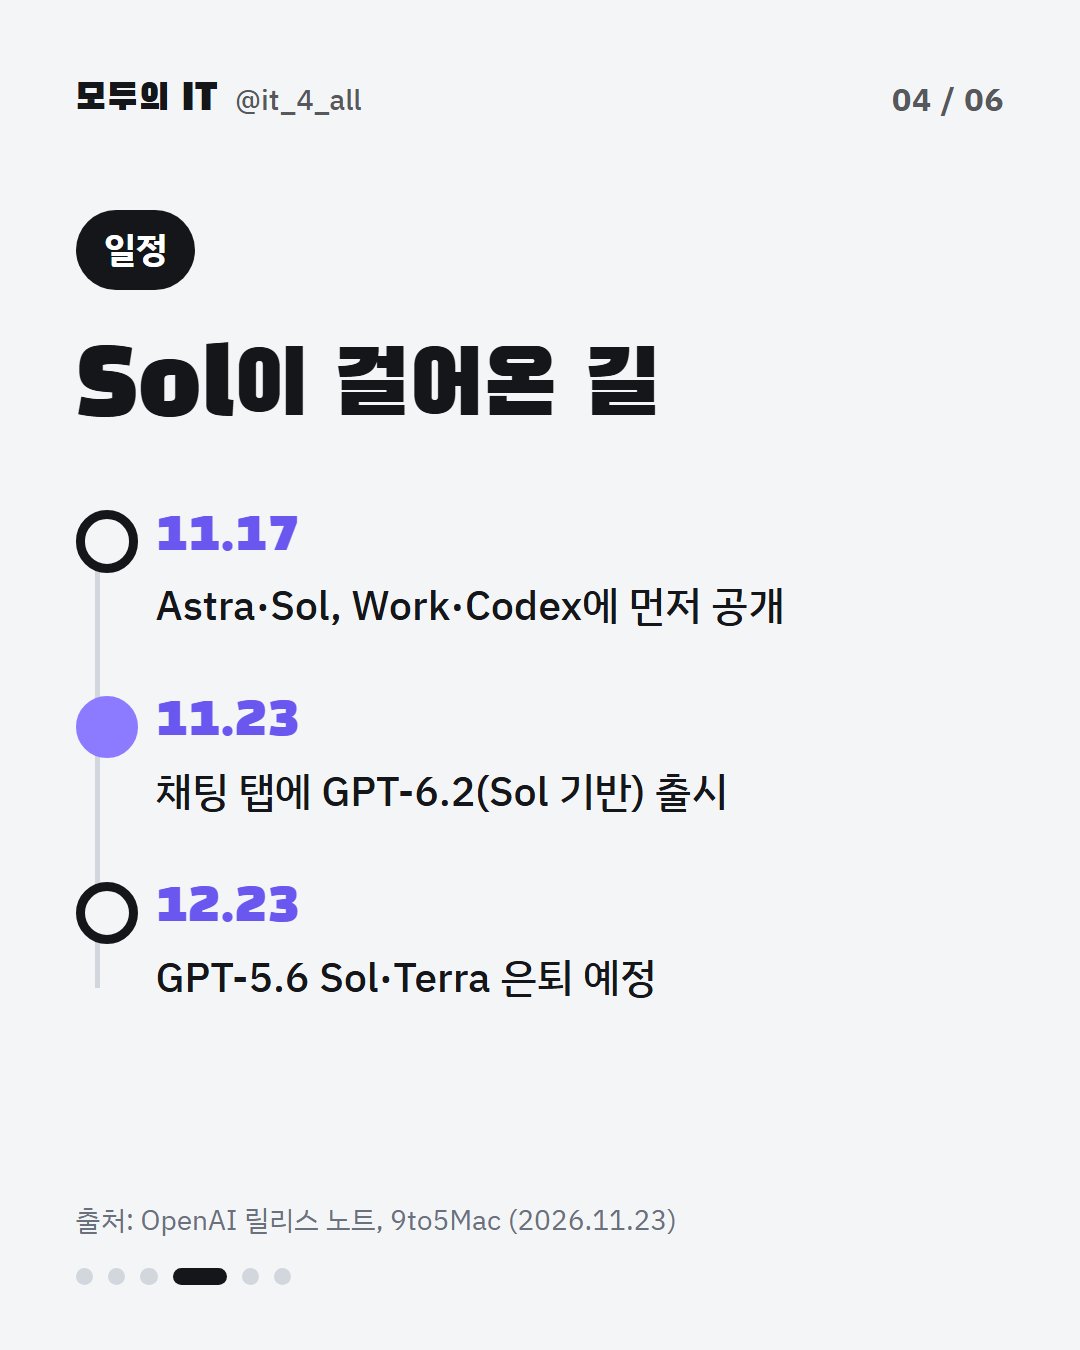 모두의 IT @it_4_all
04 / 06
일정
Sol이 걸어온 길
11.17
Astra·Sol, Work·Codex에 먼저 공개
11.23
채팅 탭에 GPT-6.2(Sol 기반) 출시
12.23
GPT-5.6 Sol·Terra 은퇴 예정
출처: OpenAI 릴리스 노트, 9to5Mac (2026.11.23)